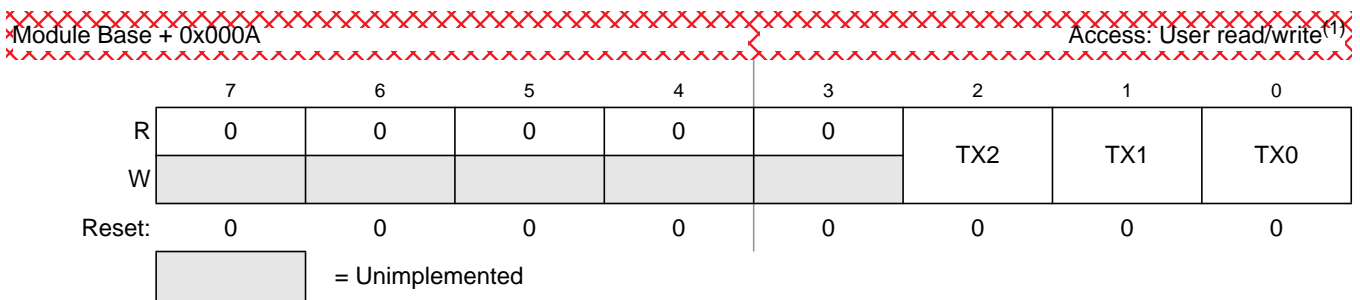 Module Base + 0x000A Access: User read/write(1)
7 6 5 4 3 2 1 0
R 0 0 0 0 0 TX2 TX1 TX0
W
Reset: 0 0 0 0 0 0 0 0
= Unimplemented